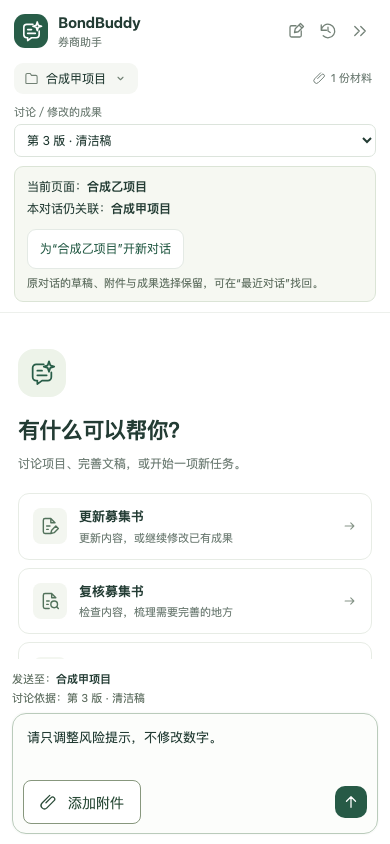 BondBuddy
券商助手
合成甲项目
1 份材料
讨论 / 修改的成果
第 3 版 · 清洁稿
当前页面：合成乙项目
本对话仍关联：合成甲项目
为“合成乙项目”开新对话
原对话的草稿、附件与成果选择保留，可在“最近对话”找回。
有什么可以帮你?
讨论项目、完善文稿，或开始一项新任务。
更新募集书
更新内容，或继续修改已有成果
复核募集书
检查内容，梳理需要完善的地方
发送至：合成甲项目
讨论依据：第 3 版 · 清洁稿
请只调整风险提示，不修改数字。
添加附件